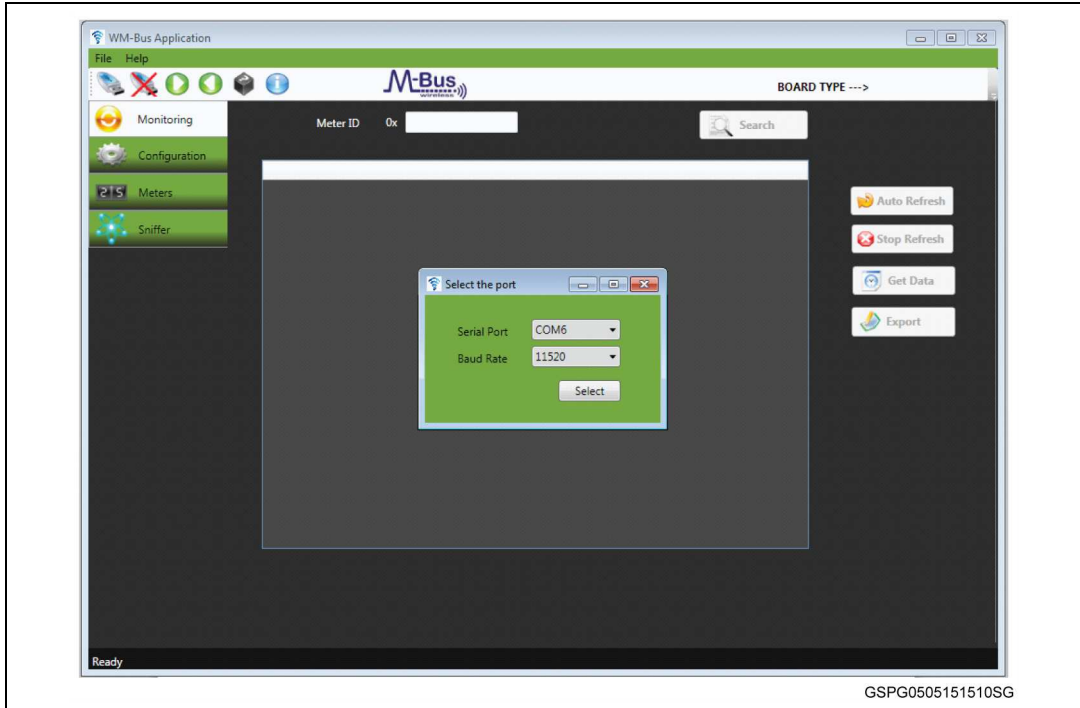 WM-Bus Application
File Help
M-Bus
wireless
BOARD TYPE --->
Monitoring
Meter ID 0x
Search
Configuration
Meters
Sniffer
Auto Refresh
Stop Refresh
Get Data
Export
Select the port
Serial Port COM6
Baud Rate 11520
Select
Ready
GSPG0505151510SG